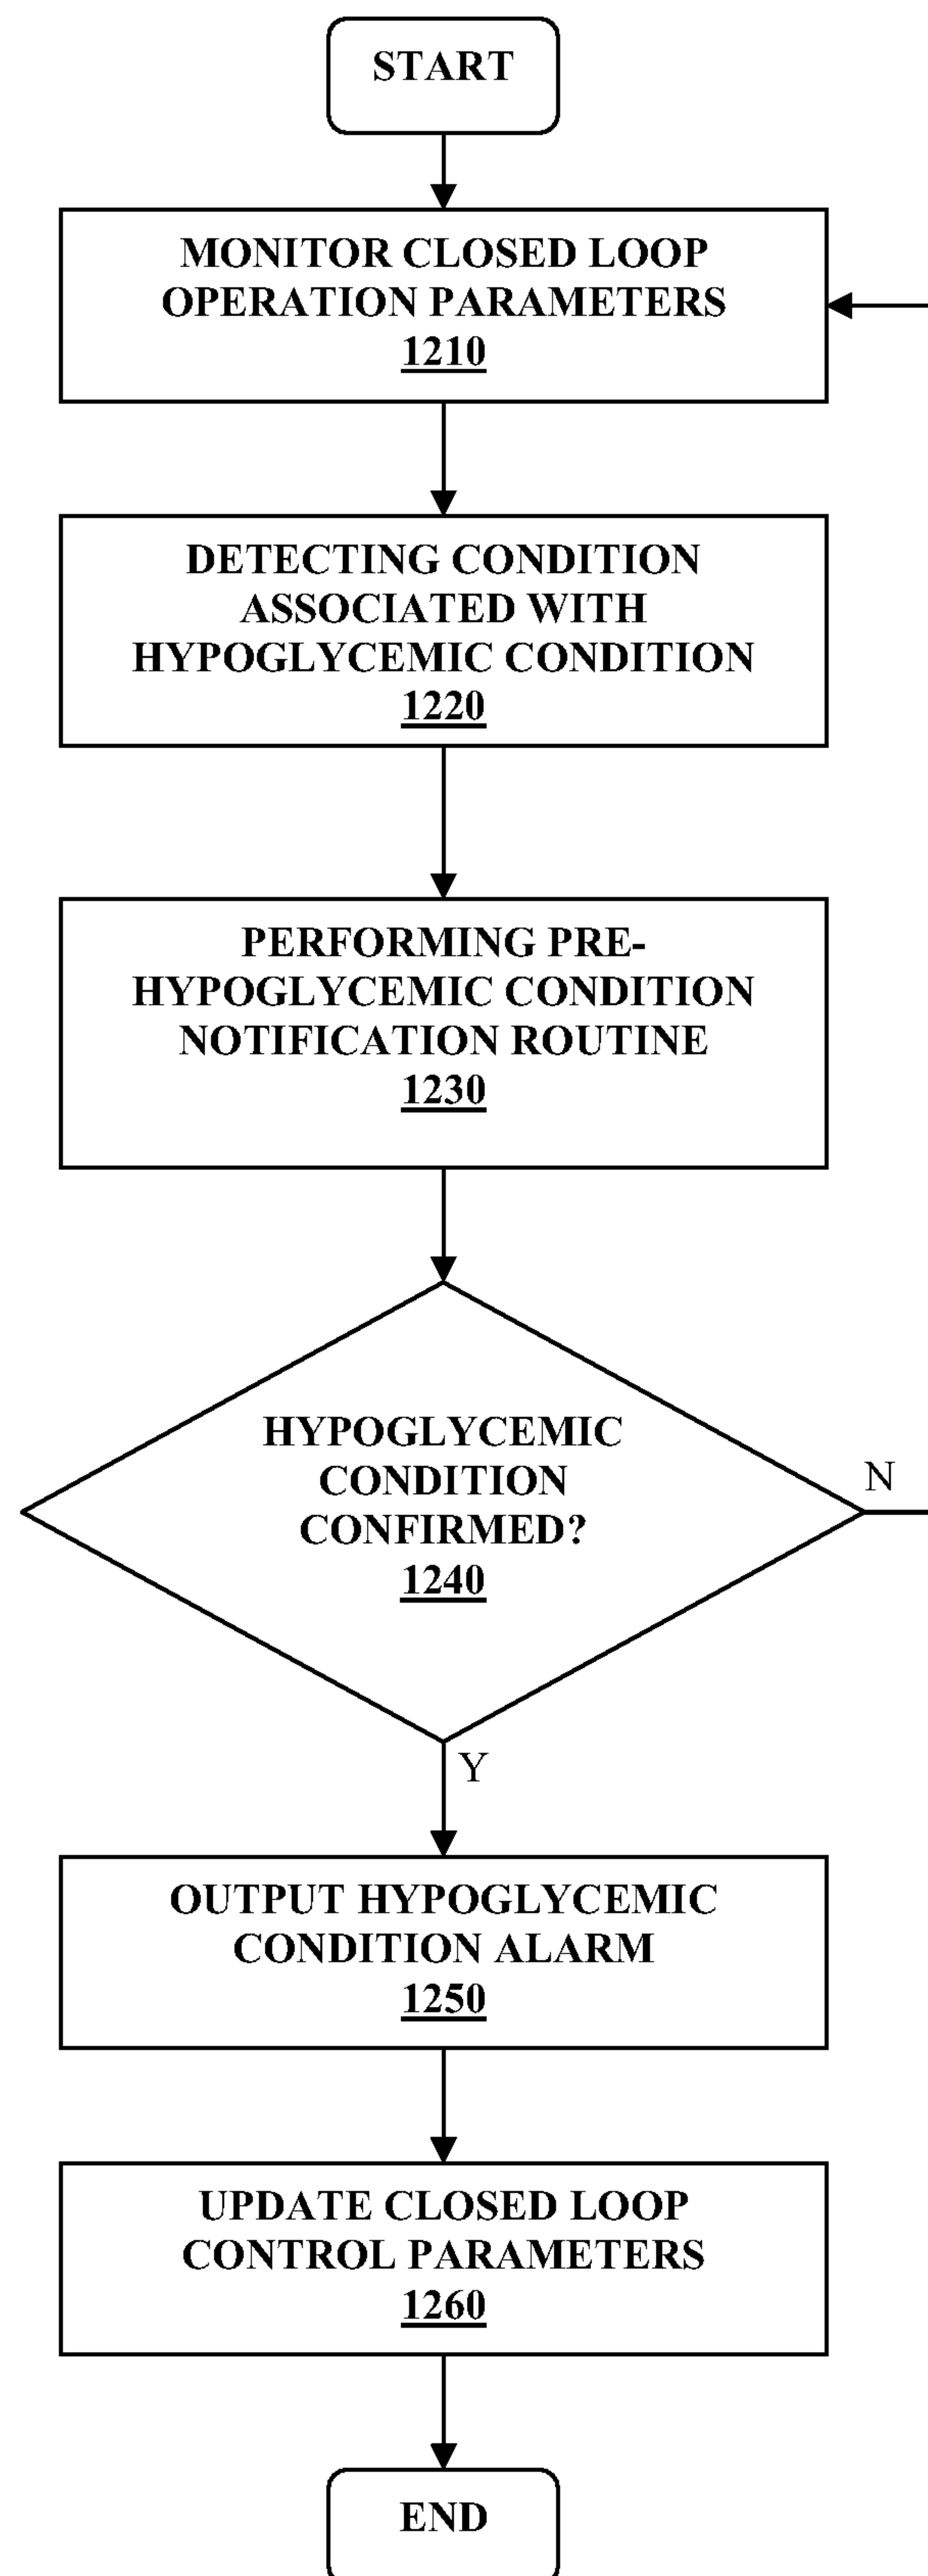 START
MONITOR CLOSED LOOP
OPERATION PARAMETERS
1210
DETECTING CONDITION
ASSOCIATED WITH
HYPOGLYCEMIC CONDITION
1220
PERFORMING PRE-
HYPOGLYCEMIC CONDITION
NOTIFICATION ROUTINE
1230
HYPOGLYCEMIC
CONDITION
CONFIRMED?
1240
N
Y
OUTPUT HYPOGLYCEMIC
CONDITION ALARM
1250
UPDATE CLOSED LOOP
CONTROL PARAMETERS
1260
END